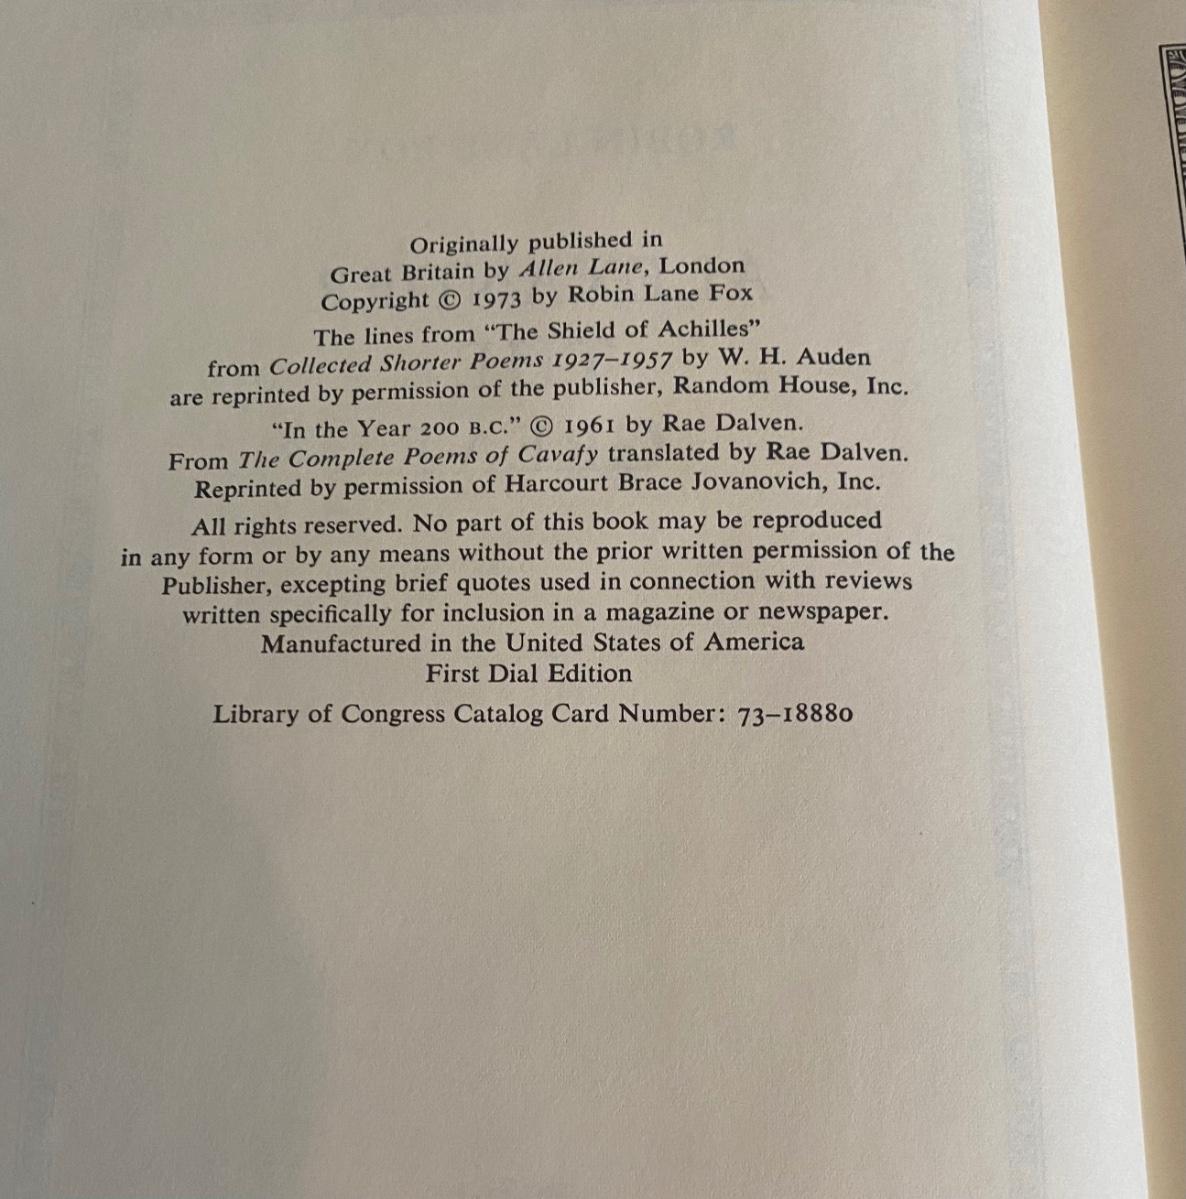 Originally published in
Great Britain by Allen Lane, London
Copyright © 1973 by Robin Lane Fox
The lines from “The Shield of Achilles”
from Collected Shorter Poems 1927–1957 by W. H. Auden
are reprinted by permission of the publisher, Random House, Inc.
“In the Year 200 B.C.” © 1961 by Rae Dalven.
From The Complete Poems of Cavafy translated by Rae Dalven.
Reprinted by permission of Harcourt Brace Jovanovich, Inc.
All rights reserved. No part of this book may be reproduced
in any form or by any means without the prior written permission of the
Publisher, excepting brief quotes used in connection with reviews
written specifically for inclusion in a magazine or newspaper.
Manufactured in the United States of America
First Dial Edition
Library of Congress Catalog Card Number: 73–18880